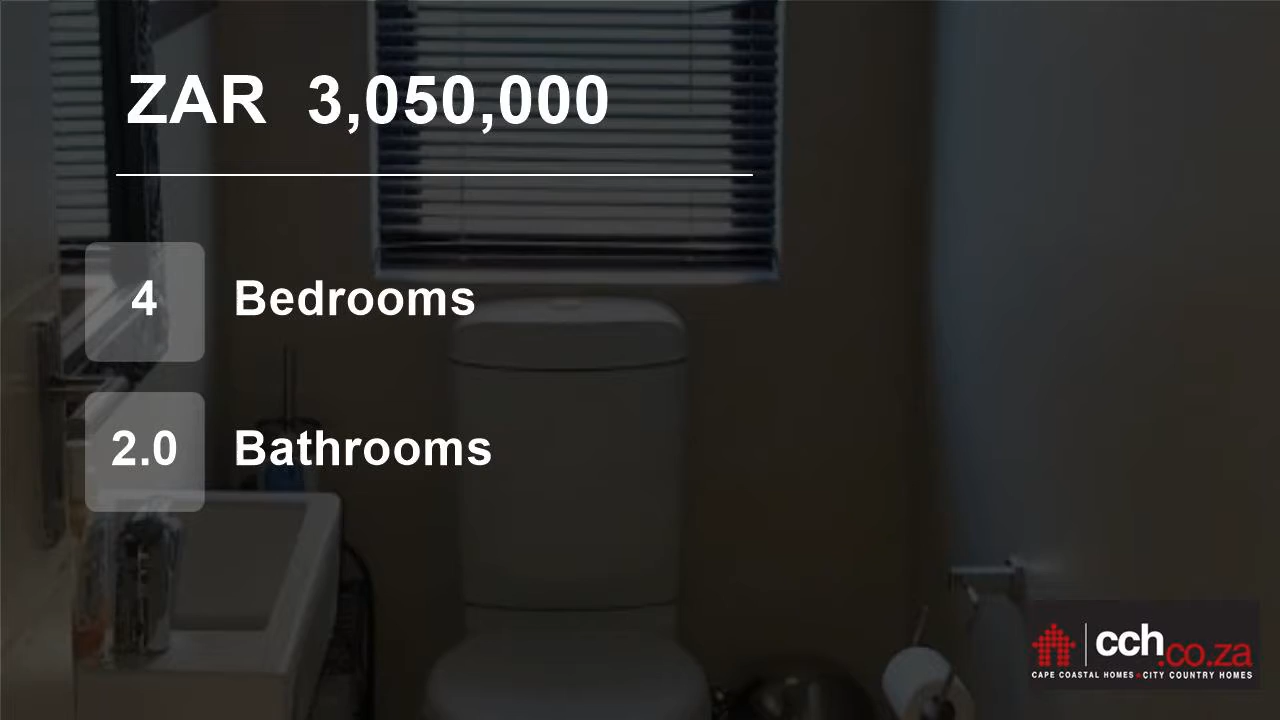 ZAR 3,050,000
4 Bedrooms
2.0 Bathrooms
cch.co.za
CAPE COASTAL HOMES CITY COUNTRY HOMES